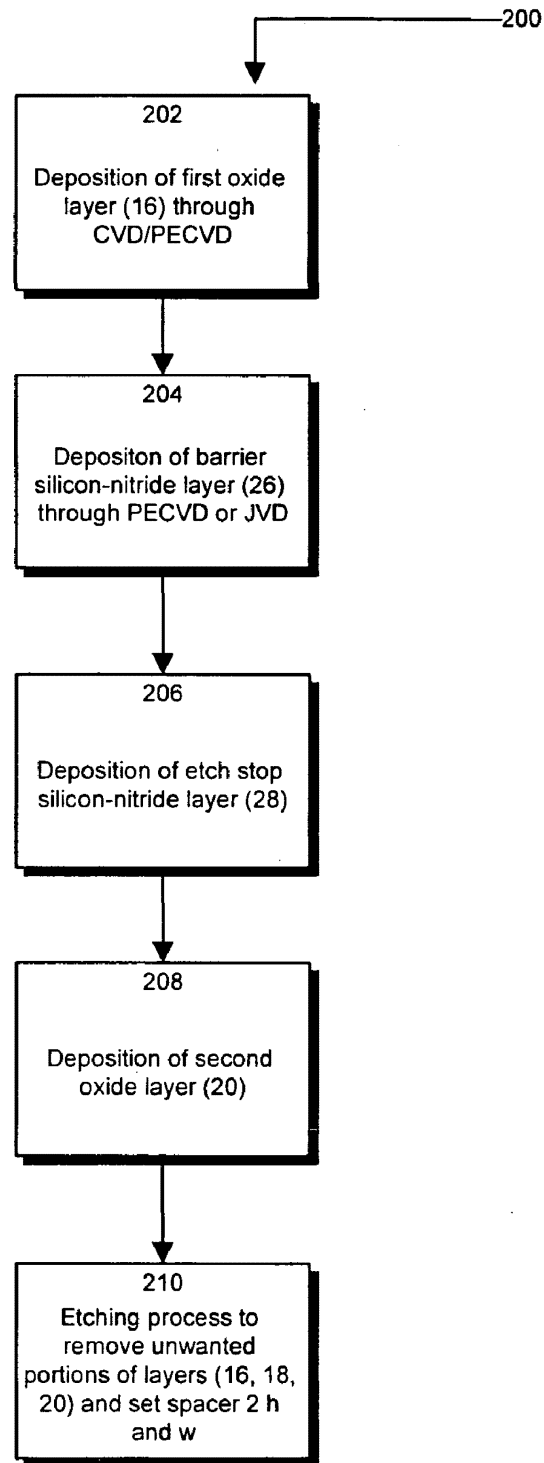 200
202
Deposition of first oxide
layer (16) through
CVD/PECVD
204
Depositon of barrier
silicon-nitride layer (26)
through PECVD or JVD
206
Deposition of etch stop
silicon-nitride layer (28)
208
Deposition of second
oxide layer (20)
210
Etching process to
remove unwanted
portions of layers (16, 18,
20) and set spacer 2 h
and w